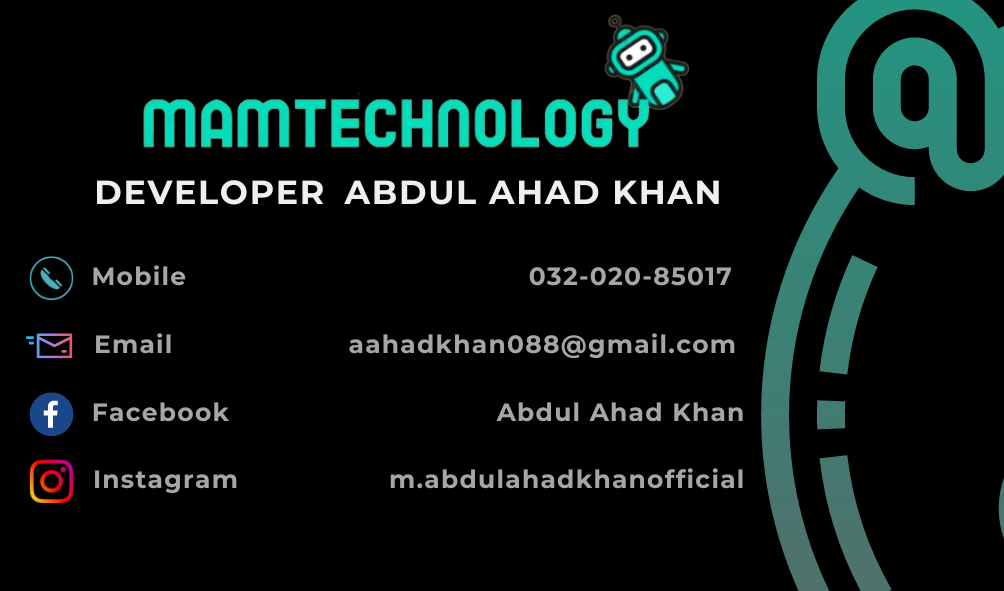 MAMTECHNOLOGY
DEVELOPER ABDUL AHAD KHAN
Mobile 032-020-85017
Email aahadkhan088@gmail.com
Facebook Abdul Ahad Khan
Instagram m.abdulahadkhanofficial